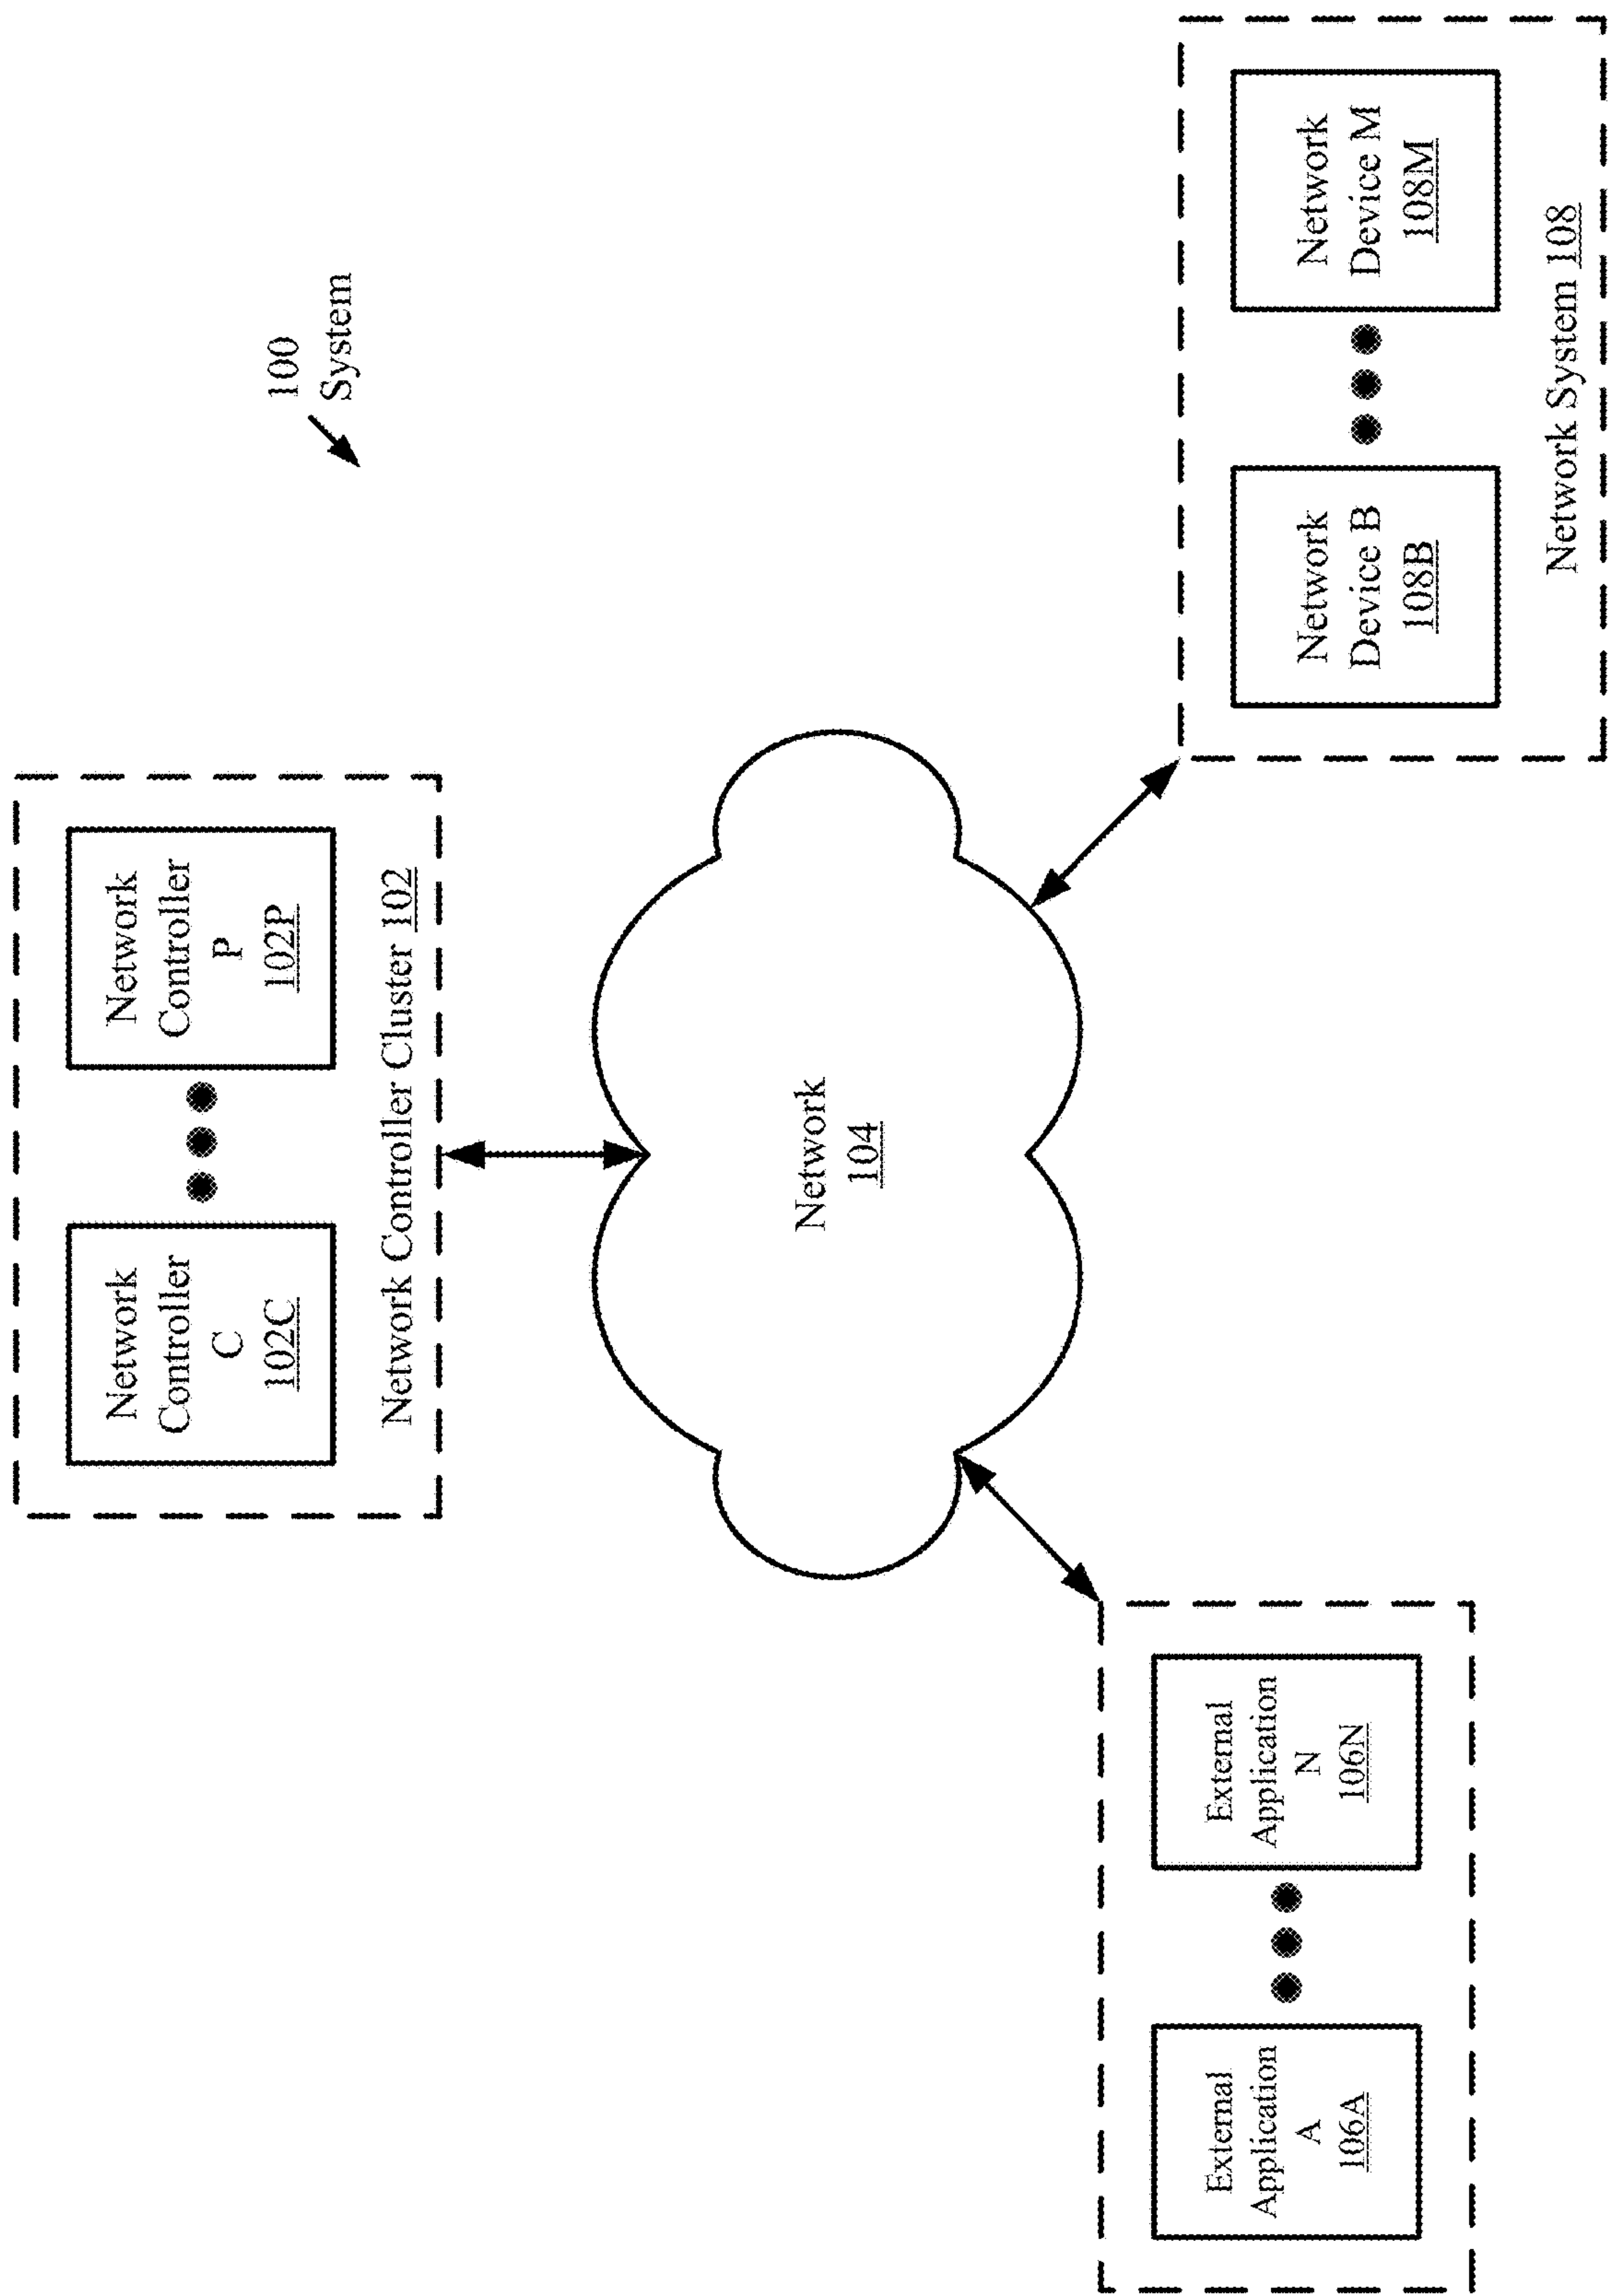 100
System
Network
Controller
C
102C
Network
Controller
P
102P
Network Controller Cluster 102
Network
104
External
Application
A
106A
External
Application
N
106N
Network
Device B
108B
Network
Device M
108M
Network System 108